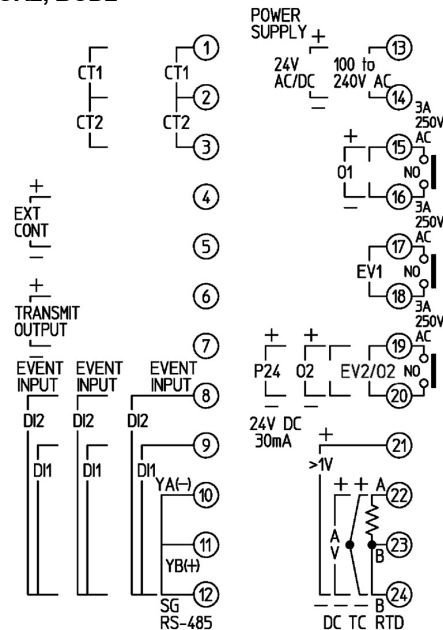 POWER
SUPPLY +
CT1 CT1 1
2
CT2 CT2 3
24V
AC/DC
100 to
240V AC
13
14
-
3A
250V
AC
+ 15
O1 NO
- 16
+ 4
EXT
CONT
- 5
3A
250V
AC
17
EV1 NO
18
+ 6
TRANSMIT
OUTPUT
- 7
3A
250V
AC
+ + 19
P24 O2 EV2/O2 NO
- - 20
24V DC
30mA
EVENT
INPUT
EVENT
INPUT
EVENT
INPUT
8
DI2 DI2 DI2
9
DI1 DI1 DI1
YA(-) 10
11
YB(+)
12
SG
RS-485
+ 21
>1V
+ + + A 22
A
V
B 23
- - - - B 24
DC TC RTD